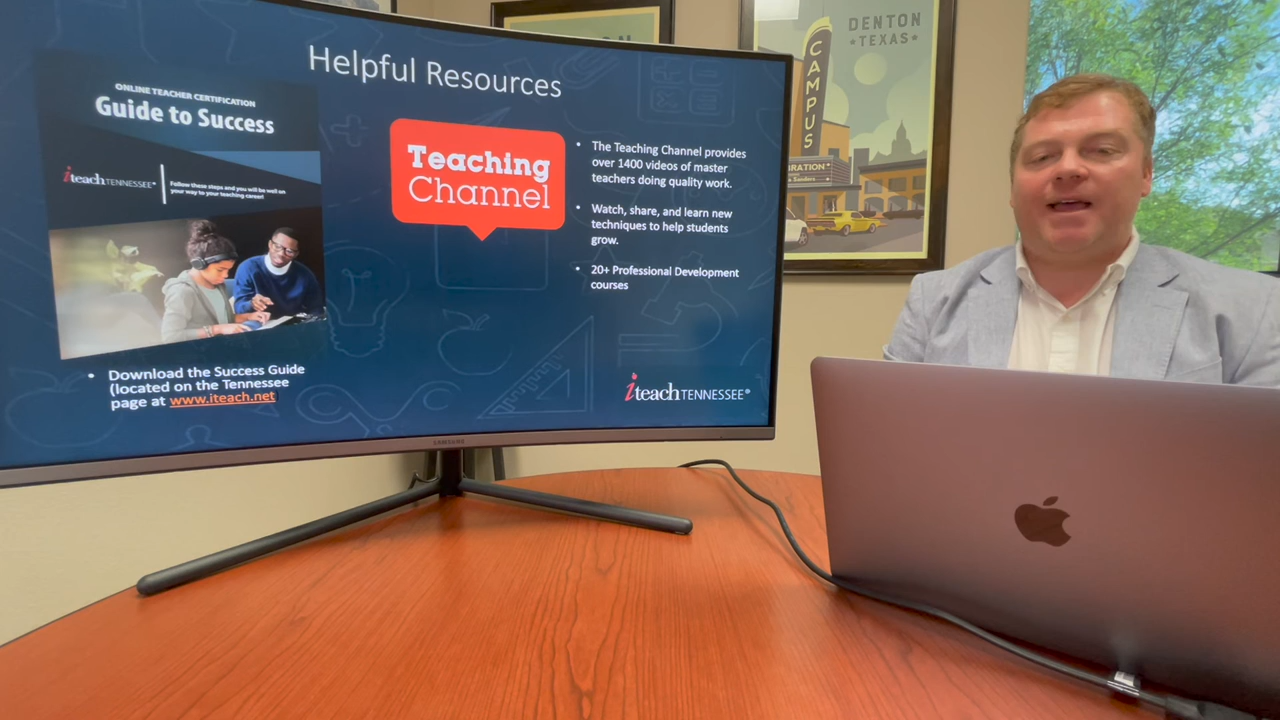 Helpful Resources
ONLINE TEACHER CERTIFICATION
Guide to Success
iteachTENNESSEE®
Follow these steps and you will be well on
your way to your teaching career!
• Download the Success Guide
(located on the Tennessee
page at www.iteach.net
Teaching
Channel
• The Teaching Channel provides
over 1400 videos of master
teachers doing quality work.
• Watch, share, and learn new
techniques to help students
grow.
• 20+ Professional Development
courses
iteachTENNESSEE®
SAMSUNG
DENTON
★TEXAS★
CAMPUS